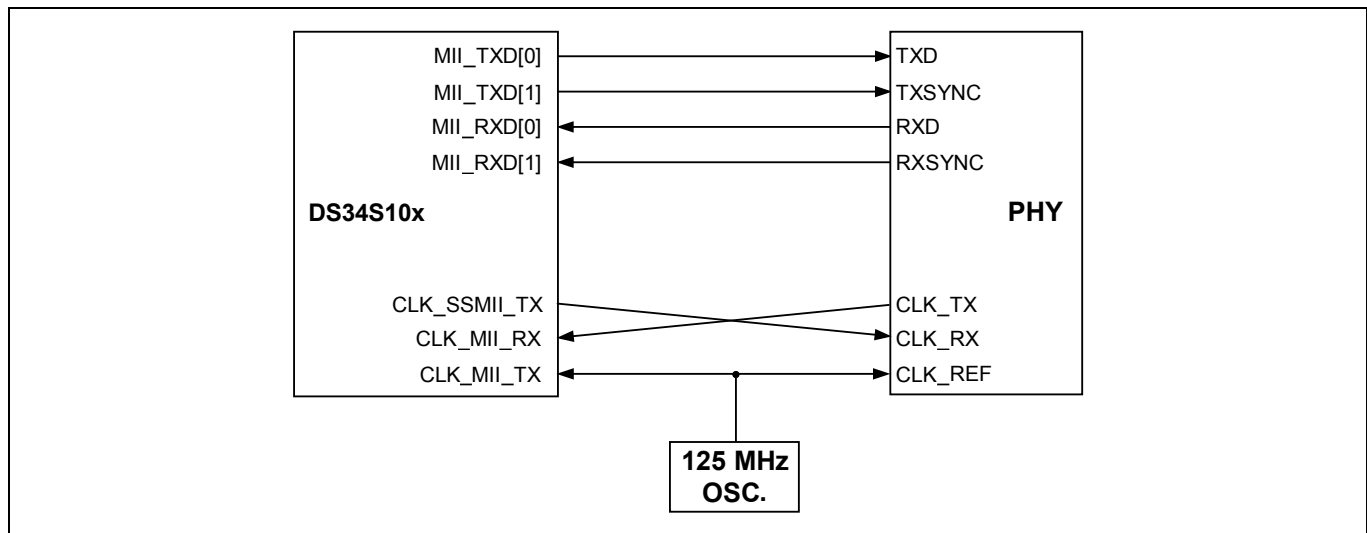 MII_TXD[0]
TXD
MII_TXD[1]
TXSYNC
MII_RXD[0]
RXD
MII_RXD[1]
RXSYNC
DS34S10x
PHY
CLK_SSMII_TX
CLK_TX
CLK_MII_RX
CLK_RX
CLK_MII_TX
CLK_REF
125 MHz
OSC.